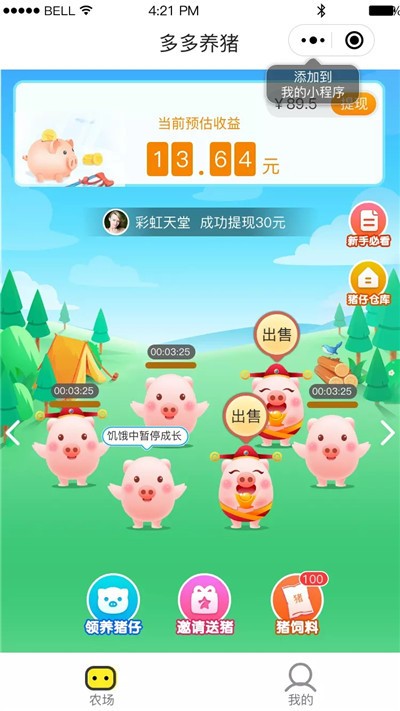 BELL
4:21 PM
多多养猪
添加到
我的小程序
¥89.5
提现
当前预估收益
13.64元
彩虹天堂 成功提现30元
新手必看
猪仔仓库
出售
00:03:25
00:03:25
00:03:25
出售
饥饿中暂停成长
100
猪
领养猪仔
邀请送猪
猪饲料
农场
我的